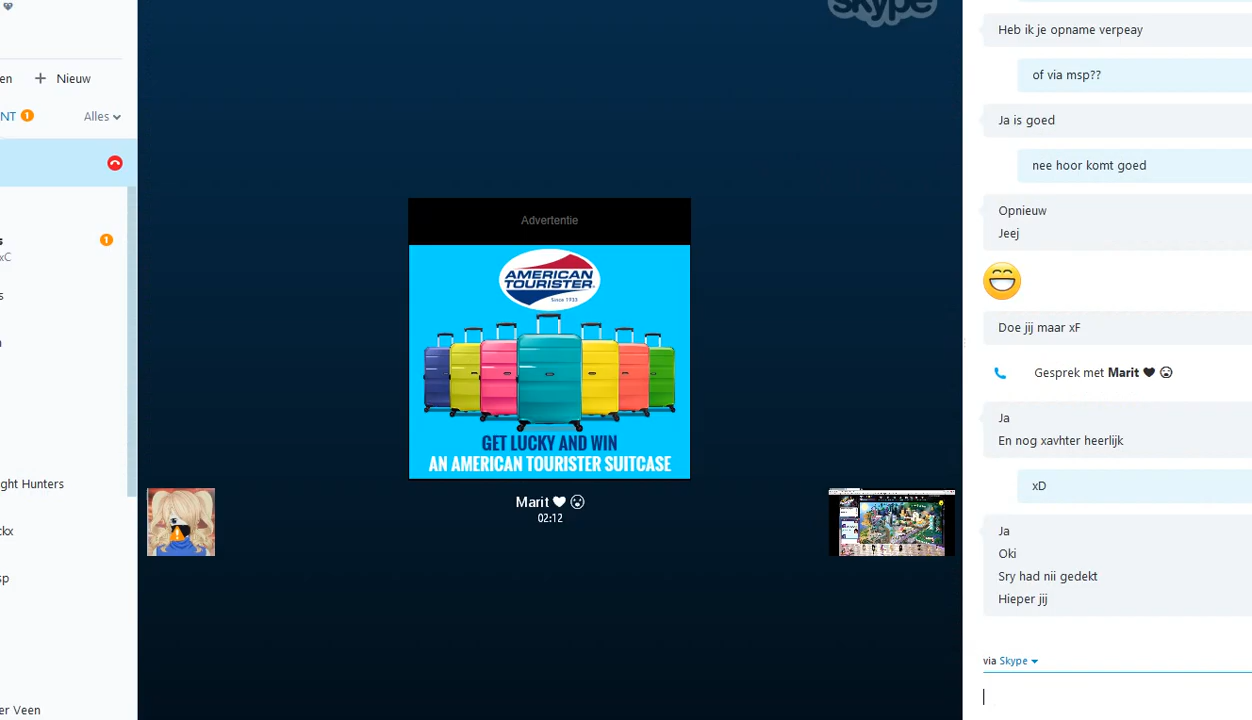 skype
en
Nieuw
NT 1
Alles
s
1
xC
s
ght Hunters
ckx
sp
er Veen
Advertentie
AMERICAN
TOURISTER
Since 1933
GET LUCKY AND WIN
AN AMERICAN TOURISTER SUITCASE
Marit
02:12
Heb ik je opname verpeay
of via msp??
Ja is goed
nee hoor komt goed
Opnieuw
Jeej
Doe jij maar xF
Gesprek met Marit
Ja
En nog xavhter heerlijk
xD
Ja
Oki
Sry had nii gedekt
Hieper jij
via Skype